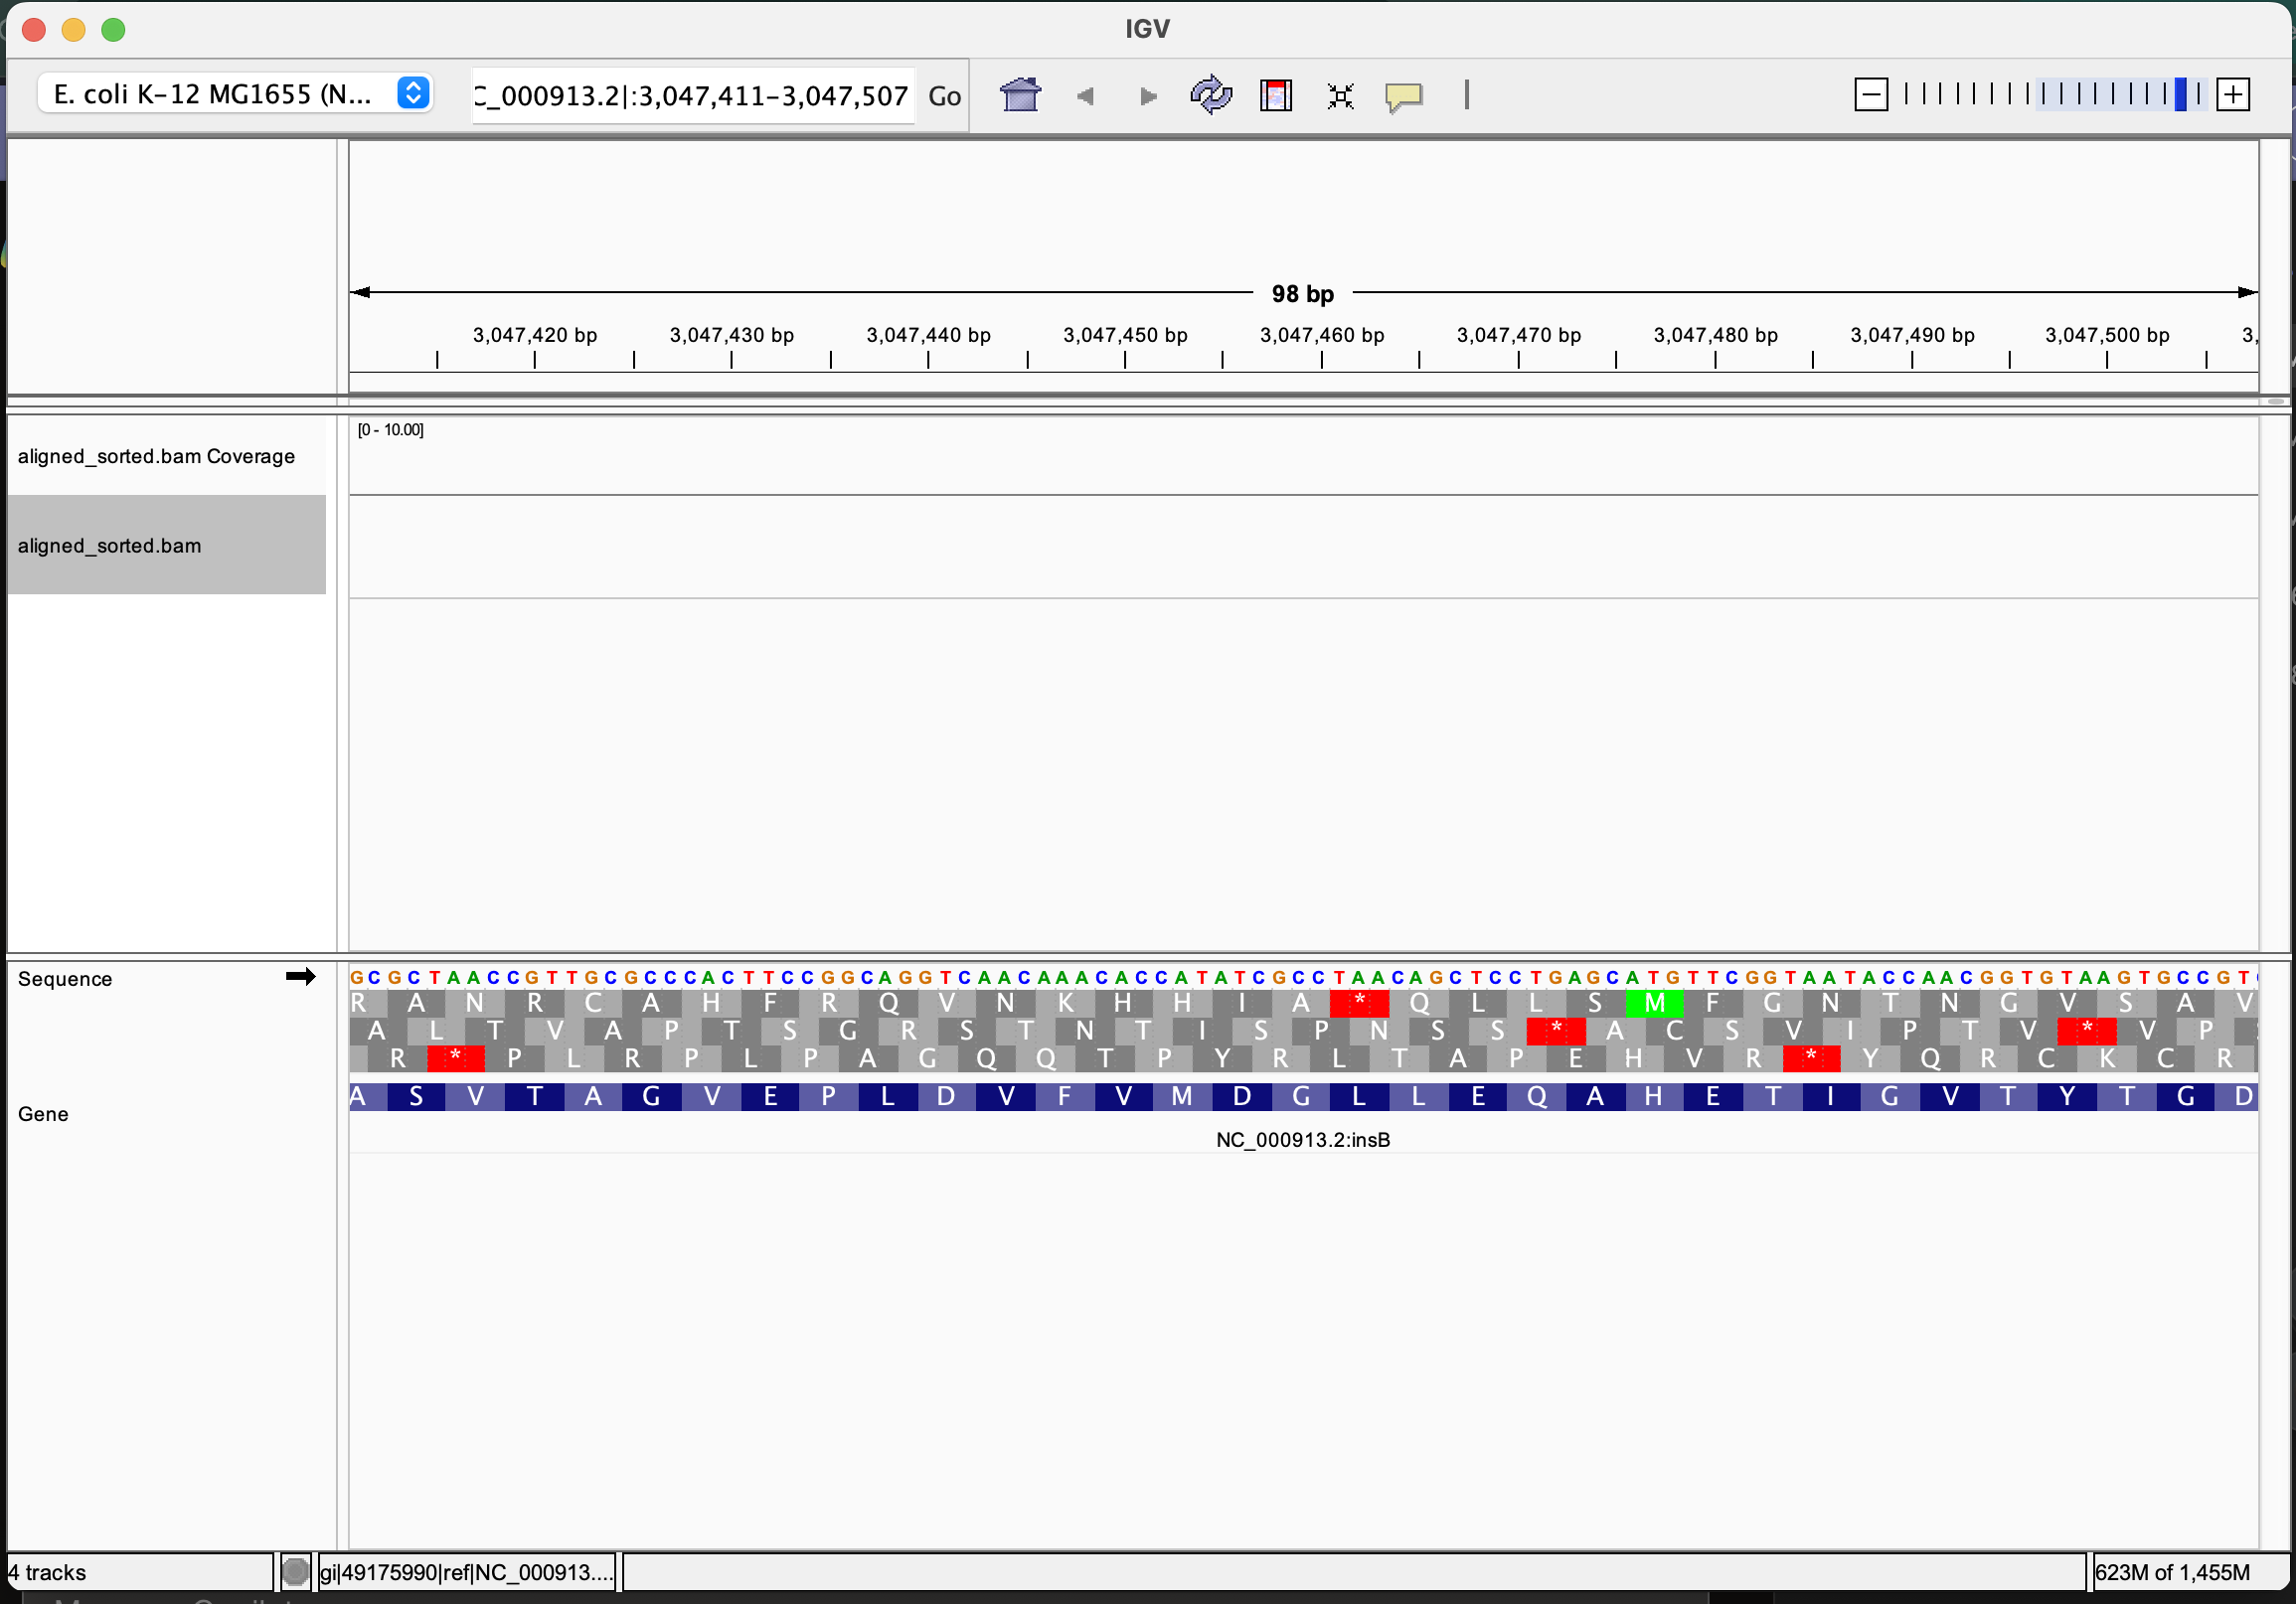 IGV
E. coli K-12 MG1655 (N...
C_000913.2|:3,047,411-3,047,507
Go
98 bp
3,047,420 bp 3,047,430 bp 3,047,440 bp 3,047,450 bp 3,047,460 bp 3,047,470 bp 3,047,480 bp 3,047,490 bp 3,047,500 bp 3,
[0 - 10.00]
aligned_sorted.bam Coverage
aligned_sorted.bam
Sequence
G C G C T A A C C G T T G C G C C C A C T T C C G G C A G G T C A A C A A A C A C C A T A T C G C C T A A C A G C T C C T G A G C A T G T T C G G T A A T A C C A A C G G T G T A A G T G C C G T
R A N R C A H F R Q V N K H H I A * Q L L S M F G N T N G V S A V
A L T V A P T S G R S T N T I S P N S S * A C S V I P T V * V P
R * P L R P L P A G Q Q T P Y R L T A P E H V R * Y Q R C K C R
A S V T A G V E P L D V F V M D G L L E Q A H E T I G V T Y T G D
Gene
NC_000913.2:insB
4 tracks
gi|49175990|ref|NC_000913....
623M of 1,455M